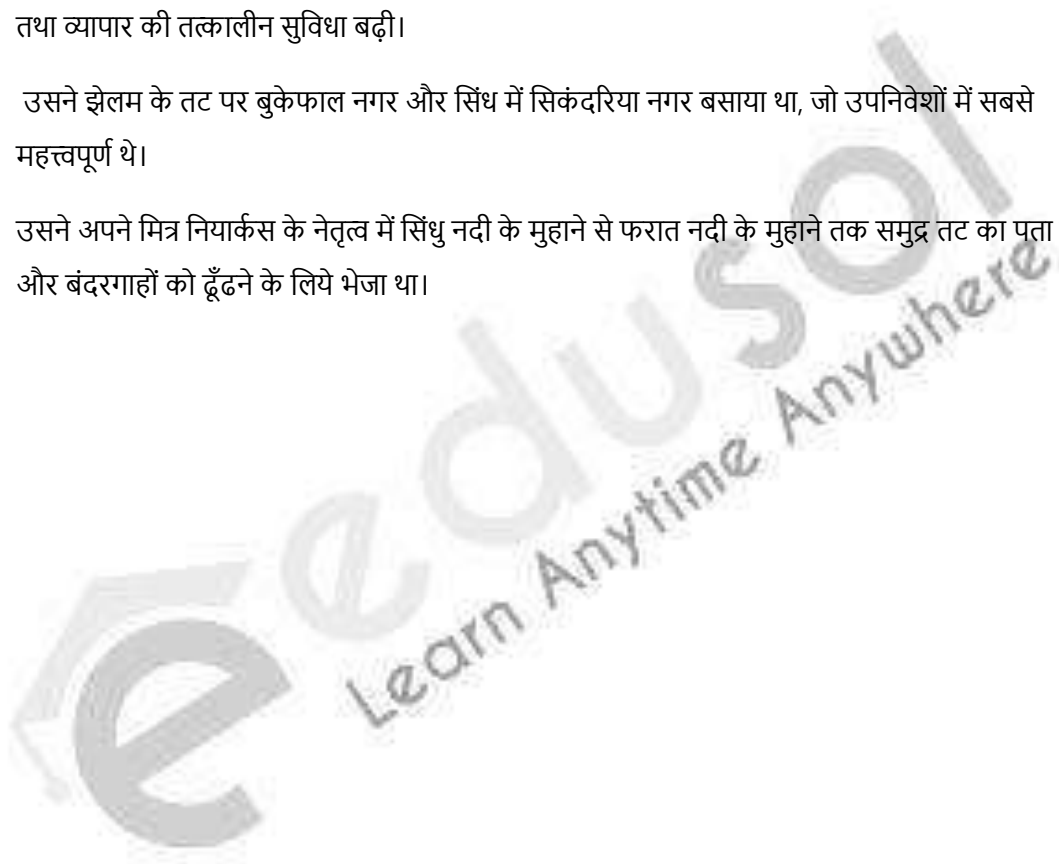 तथा व्यापार की तत्कालीन सुविधा बढ़ी।
उसने झेलम के तट पर बुकेफाल नगर और सिंध में सिकंदरिया नगर बसाया था, जो उपनिवेशों में सबसे
महत्त्वपूर्ण थे।
उसने अपने मित्र नियार्कस के नेतृत्व में सिंधु नदी के मुहाने से फरात नदी के मुहाने तक समुद्र तट का पता
और बंदरगाहों को ढूँढने के लिये भेजा था।
edusol
Learn Anytime Anywhere